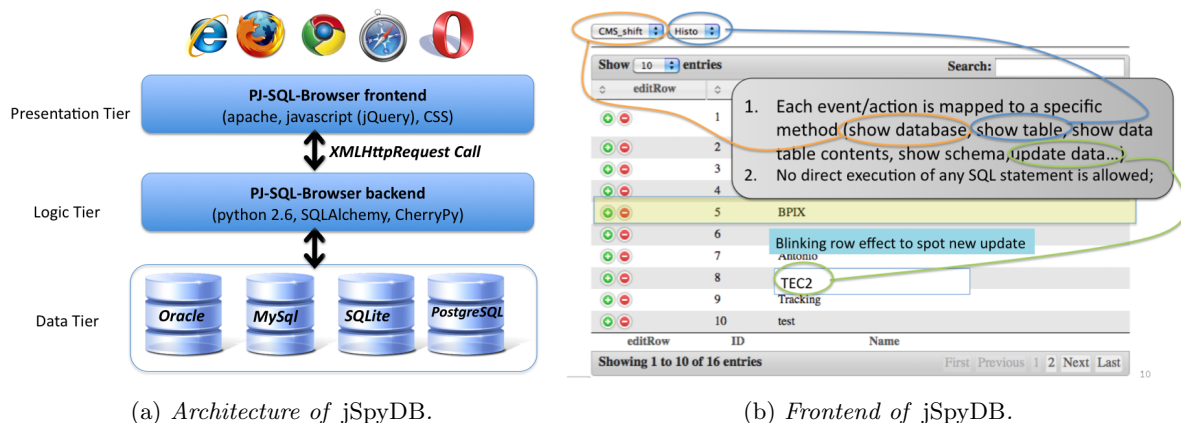 Presentation Tier
PJ-SQL-Browser frontend
(apache, javascript (jQuery), CSS)
XMLHttpRequest Call
Logic Tier
PJ-SQL-Browser backend
(python 2.6, SQLAlchemy, CherryPy)
Data Tier
Oracle
MySql
SQLite
PostgreSQL
(a) Architecture of jSpyDB.
CMS_shift Histo
Show 10 entries Search:
editRow
1
2
3
4
5 BPIX
6
7 Antonio
8 TEC2
9 Tracking
10 test
1. Each event/action is mapped to a specific
method (show database, show table, show data
table contents, show schema,update data...)
2. No direct execution of any SQL statement is allowed;
Blinking row effect to spot new update
editRow ID Name
Showing 1 to 10 of 16 entries First Previous 1 2 Next Last
10
(b) Frontend of jSpyDB.